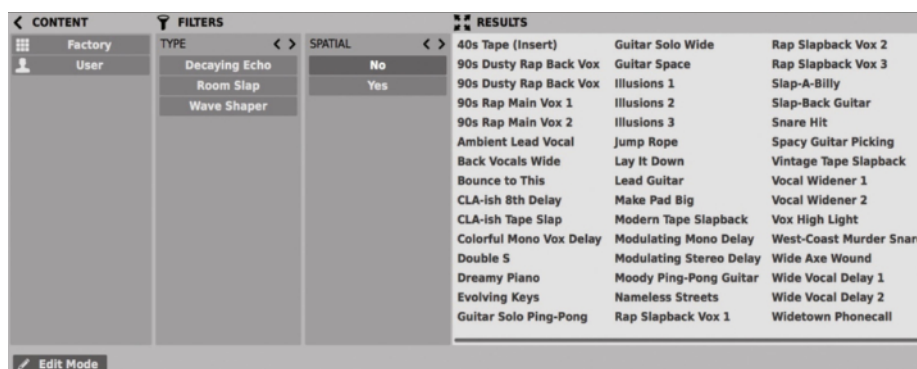 CONTENT
Factory
User
FILTERS
TYPE
Decaying Echo
Room Slap
Wave Shaper
SPATIAL
No
Yes
RESULTS
40s Tape (Insert)
90s Dusty Rap Back Vox
90s Dusty Rap Back Vox
90s Rap Main Vox 1
90s Rap Main Vox 2
Ambient Lead Vocal
Back Vocals Wide
Bounce to This
CLA-ish 8th Delay
CLA-ish Tape Slap
Colorful Mono Vox Delay
Double S
Dreamy Piano
Evolving Keys
Guitar Solo Ping-Pong
Guitar Solo Wide
Guitar Space
Illusions 1
Illusions 2
Illusions 3
Jump Rope
Lay It Down
Lead Guitar
Make Pad Big
Modern Tape Slapback
Modulating Mono Delay
Modulating Stereo Delay
Moody Ping-Pong Guitar
Nameless Streets
Rap Slapback Vox 1
Rap Slapback Vox 2
Rap Slapback Vox 3
Slap-A-Billy
Slap-Back Guitar
Snare Hit
Spacy Guitar Picking
Vintage Tape Slapback
Vocal Widener 1
Vocal Widener 2
Vox High Light
West-Coast Murder Snar
Wide Axe Wound
Wide Vocal Delay 1
Wide Vocal Delay 2
Widetown Phonecall
Edit Mode